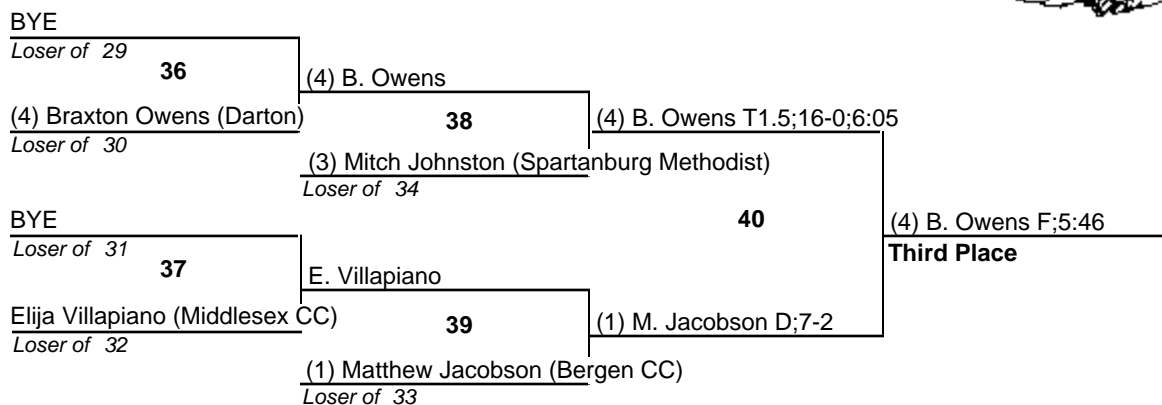 BYE
Loser of 29
36
(4) B. Owens
(4) Braxton Owens (Darton)
Loser of 30
38
(4) B. Owens T1.5;16-0;6:05
(3) Mitch Johnston (Spartanburg Methodist)
Loser of 34
BYE
Loser of 31
37
40
(4) B. Owens F;5:46
Third Place
E. Villapiano
Elija Villapiano (Middlesex CC)
Loser of 32
39
(1) M. Jacobson D;7-2
(1) Matthew Jacobson (Bergen CC)
Loser of 33